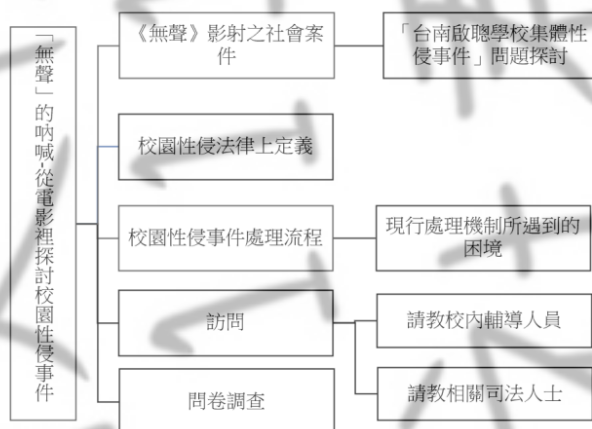 「無聲」的吶喊-從電影裡探討校園性侵事件
《無聲》影射之社會案
件
「台南啟聰學校集體性
侵事件」問題探討
校園性侵法律上定義
校園性侵事件處理流程
現行處理機制所遇到的
困境
訪問
請教校內輔導人員
請教相關司法人士
問卷調查